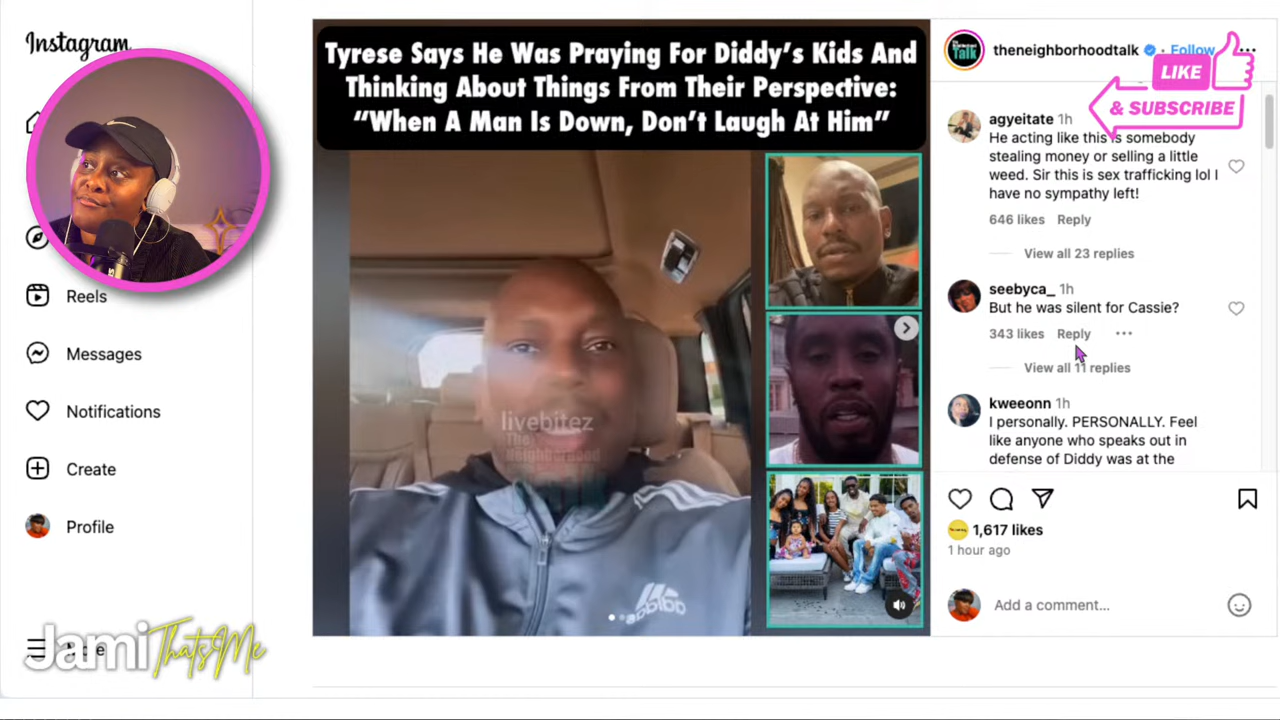 Instagram
Reels
Messages
Notifications
Create
Profile
Jami ThatsMe
Tyrese Says He Was Praying For Diddy's Kids And
Thinking About Things From Their Perspective:
"When A Man Is Down, Don't Laugh At Him"
livebitez
The
Neighborhood
Talk
adidas
theneighborhoodtalk · Follow
LIKE
& SUBSCRIBE
agyeitate 1h
He acting like this is somebody
stealing money or selling a little
weed. Sir this is sex trafficking lol I
have no sympathy left!
646 likes Reply
View all 23 replies
seebyca_ 1h
But he was silent for Cassie?
343 likes Reply
View all 11 replies
kweeonn 1h
I personally. PERSONALLY. Feel
like anyone who speaks out in
defense of Diddy was at the
1,617 likes
1 hour ago
Add a comment...